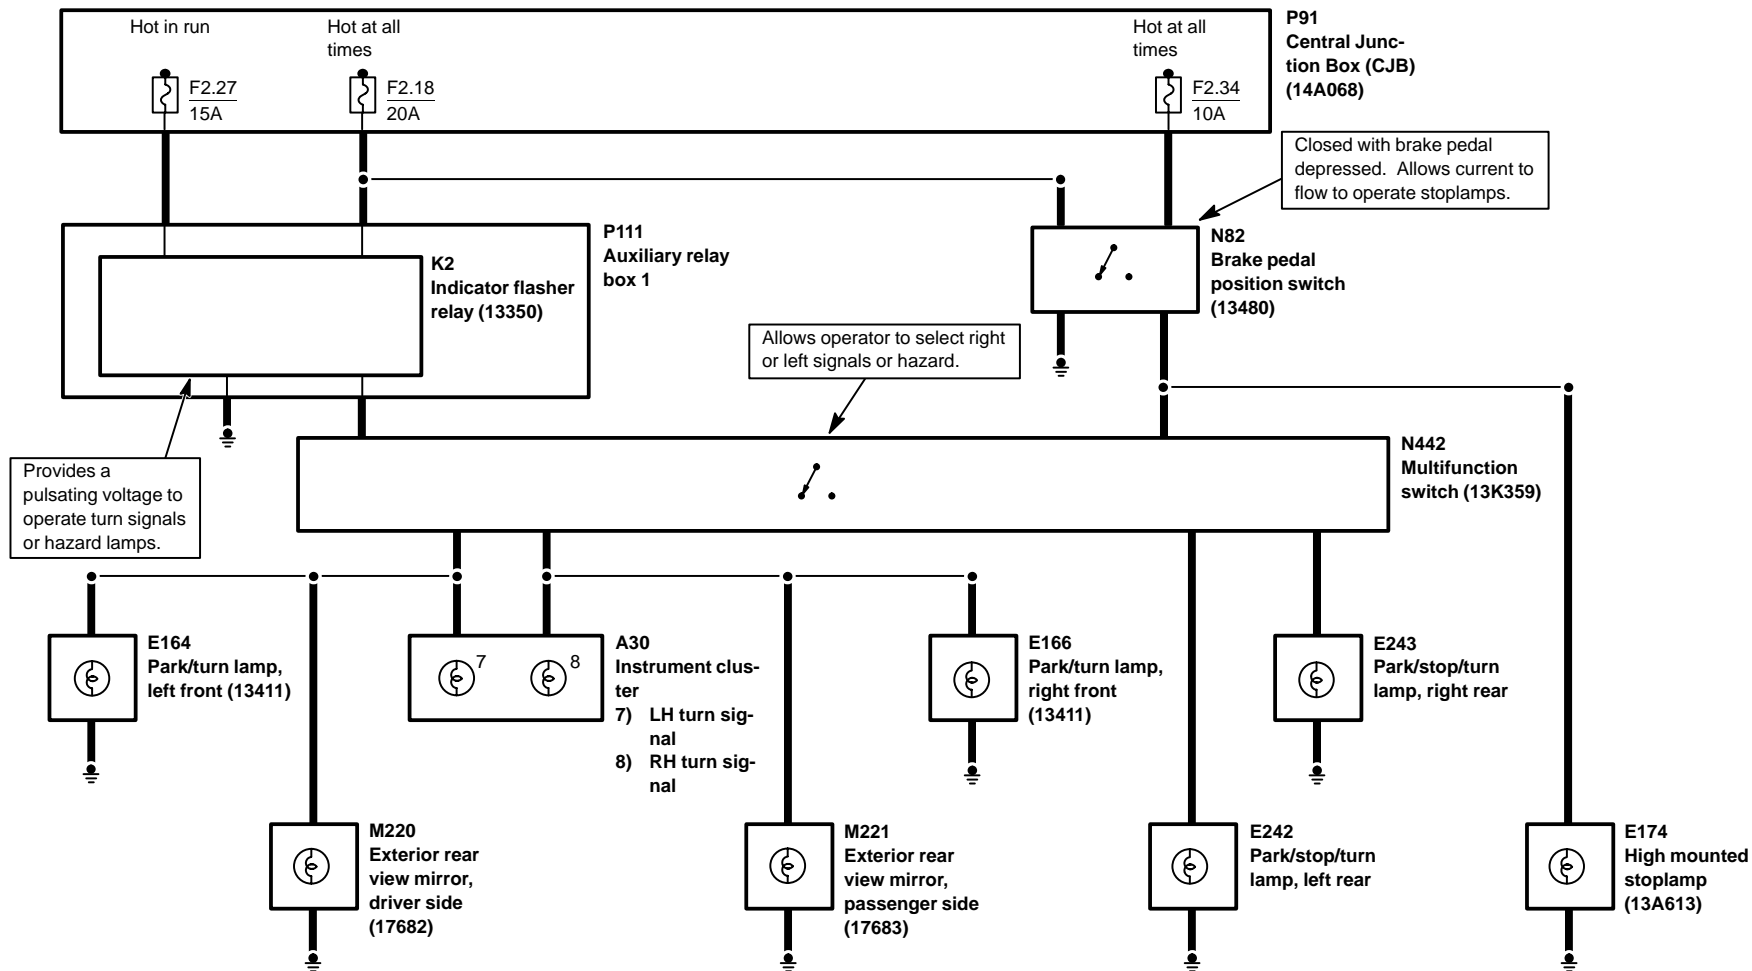 Hot in run
Hot at all
times
Hot at all
times
F2.27
15A
F2.18
20A
F2.34
10A
P91
Central Junc-
tion Box (CJB)
(14A068)
Closed with brake pedal
depressed. Allows current to
flow to operate stoplamps.
P111
Auxiliary relay
box 1
K2
Indicator flasher
relay (13350)
N82
Brake pedal
position switch
(13480)
Allows operator to select right
or left signals or hazard.
Provides a
pulsating voltage to
operate turn signals
or hazard lamps.
N442
Multifunction
switch (13K359)
E164
Park/turn lamp,
left front (13411)
7
8
A30
Instrument clus-
ter
7) LH turn sig-
nal
8) RH turn sig-
nal
E166
Park/turn lamp,
right front
(13411)
E243
Park/stop/turn
lamp, right rear
M220
Exterior rear
view mirror,
driver side
(17682)
M221
Exterior rear
view mirror,
passenger side
(17683)
E242
Park/stop/turn
lamp, left rear
E174
High mounted
stoplamp
(13A613)